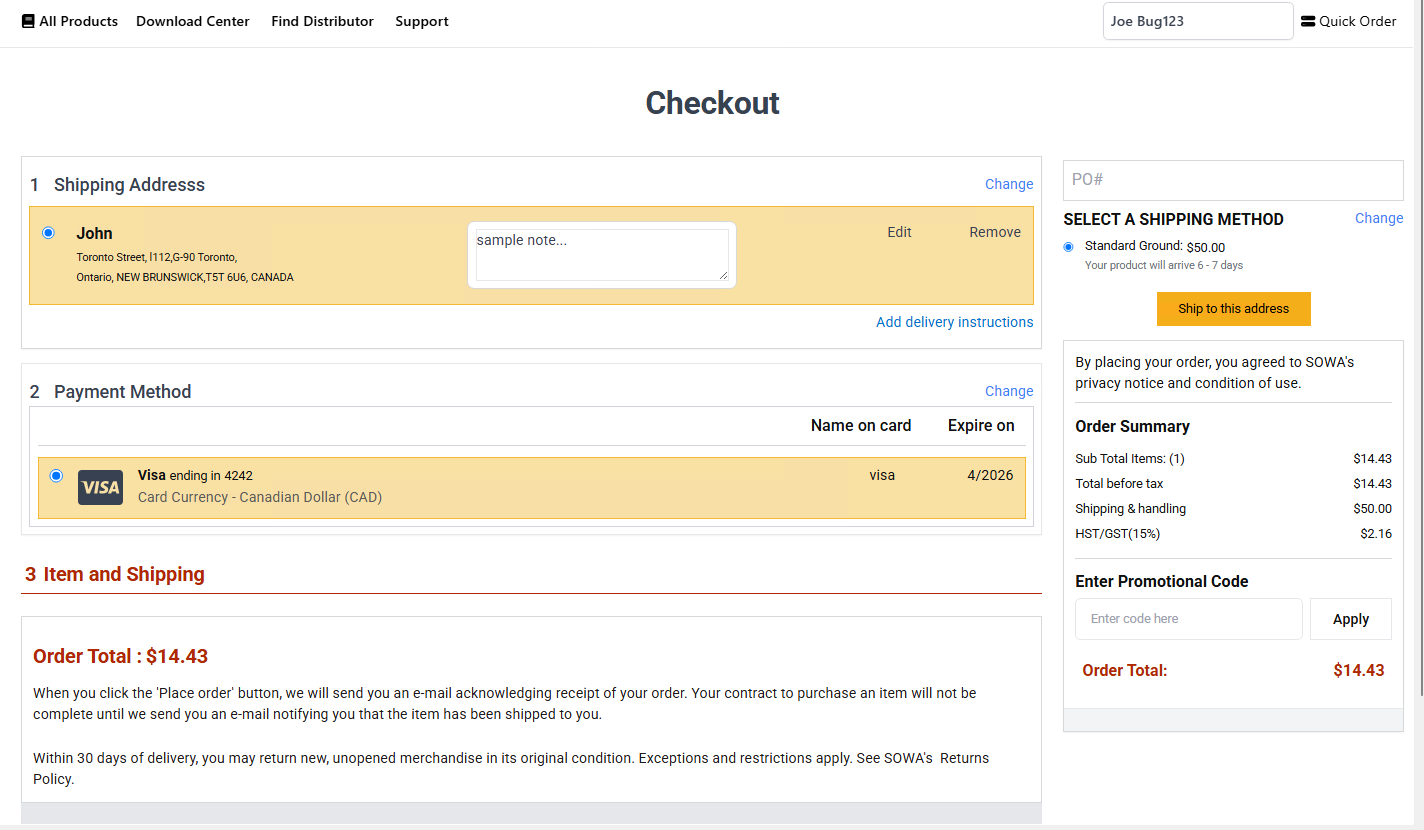 All Products Download Center Find Distributor Support
Joe Bug123 Quick Order
Checkout
1 Shipping Addresss Change
John
Toronto Street, l112,G-90 Toronto,
Ontario, NEW BRUNSWICK,T5T 6U6, CANADA
sample note...
Edit Remove
Add delivery instructions
2 Payment Method Change
Name on card Expire on
VISA
Visa ending in 4242 visa 4/2026
Card Currency - Canadian Dollar (CAD)
3 Item and Shipping
Order Total : $14.43
When you click the 'Place order' button, we will send you an e-mail acknowledging receipt of your order. Your contract to purchase an item will not be
complete until we send you an e-mail notifying you that the item has been shipped to you.
Within 30 days of delivery, you may return new, unopened merchandise in its original condition. Exceptions and restrictions apply. See SOWA's Returns
Policy.
PO#
SELECT A SHIPPING METHOD Change
Standard Ground: $50.00
Your product will arrive 6 - 7 days
Ship to this address
By placing your order, you agreed to SOWA's
privacy notice and condition of use.
Order Summary
Sub Total Items: (1) $14.43
Total before tax $14.43
Shipping & handling $50.00
HST/GST(15%) $2.16
Enter Promotional Code
Enter code here Apply
Order Total: $14.43